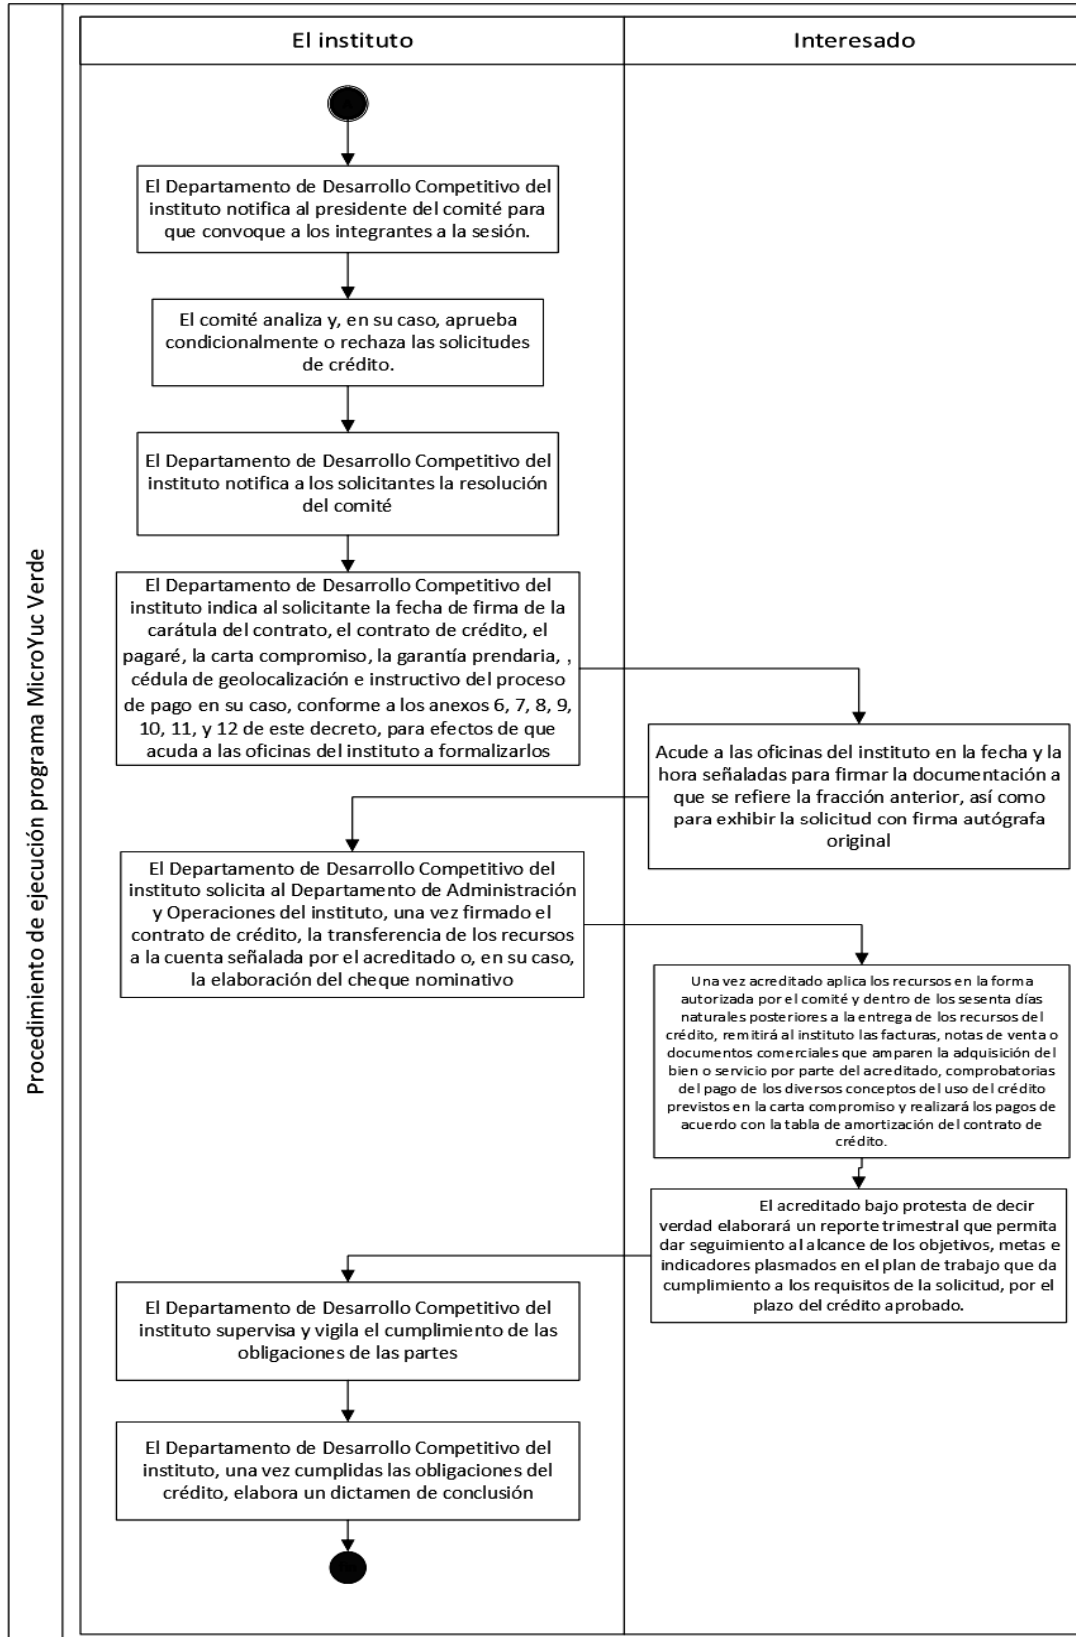 Procedimiento de ejecución programa MicroYuc Verde
El instituto
Interesado
El Departamento de Desarrollo Competitivo del
instituto notifica al presidente del comité para
que convoque a los integrantes a la sesión.
El comité analiza y, en su caso, aprueba
condicionalmente o rechaza las solicitudes
de crédito.
El Departamento de Desarrollo Competitivo del
instituto notifica a los solicitantes la resolución
del comité
El Departamento de Desarrollo Competitivo del
instituto indica al solicitante la fecha de firma de la
carátula del contrato, el contrato de crédito, el
pagaré, la carta compromiso, la garantía prendaria, ,
cédula de geolocalización e instructivo del proceso
de pago en su caso, conforme a los anexos 6, 7, 8, 9,
10, 11, y 12 de este decreto, para efectos de que
acuda a las oficinas del instituto a formalizarlos
Acude a las oficinas del instituto en la fecha y la
hora señaladas para firmar la documentación a
que se refiere la fracción anterior, así como
para exhibir la solicitud con firma autógrafa
original
El Departamento de Desarrollo Competitivo del
instituto solicita al Departamento de Administración
y Operaciones del instituto, una vez firmado el
contrato de crédito, la transferencia de los recursos
a la cuenta señalada por el acreditado o, en su caso,
la elaboración del cheque nominativo
Una vez acreditado aplica los recursos en la forma
autorizada por el comité y dentro de los sesenta días
naturales posteriores a la entrega de los recursos del
crédito, remitirá al instituto las facturas, notas de venta o
documentos comerciales que amparen la adquisición del
bien o servicio por parte del acreditado, comprobatorias
del pago de los diversos conceptos del uso del crédito
previstos en la carta compromiso y realizará los pagos de
acuerdo con la tabla de amortización del contrato de
crédito.
El acreditado bajo protesta de decir
verdad elaborará un reporte trimestral que permita
dar seguimiento al alcance de los objetivos, metas e
indicadores plasmados en el plan de trabajo que da
cumplimiento a los requisitos de la solicitud, por el
plazo del crédito aprobado.
El Departamento de Desarrollo Competitivo del
instituto supervisa y vigila el cumplimiento de las
obligaciones de las partes
El Departamento de Desarrollo Competitivo del
instituto, una vez cumplidas las obligaciones del
crédito, elabora un dictamen de conclusión